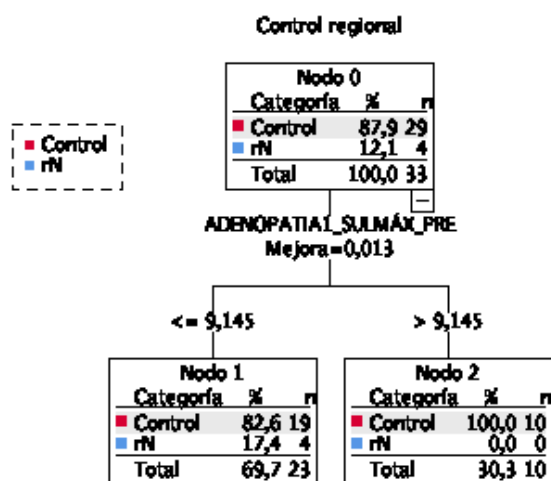 Control regional
Nodo 0
Categoría % n
Control 87,9 29
rN 12,1 4
Total 100,0 33
Control
rN
ADENOPATIA1_SULMÁX_PRE
Mejora=0,013
<= 9,145 > 9,145
Nodo 1
Categoría % n
Control 82,6 19
rN 17,4 4
Total 69,7 23
Nodo 2
Categoría % n
Control 100,0 10
rN 0,0 0
Total 30,3 10